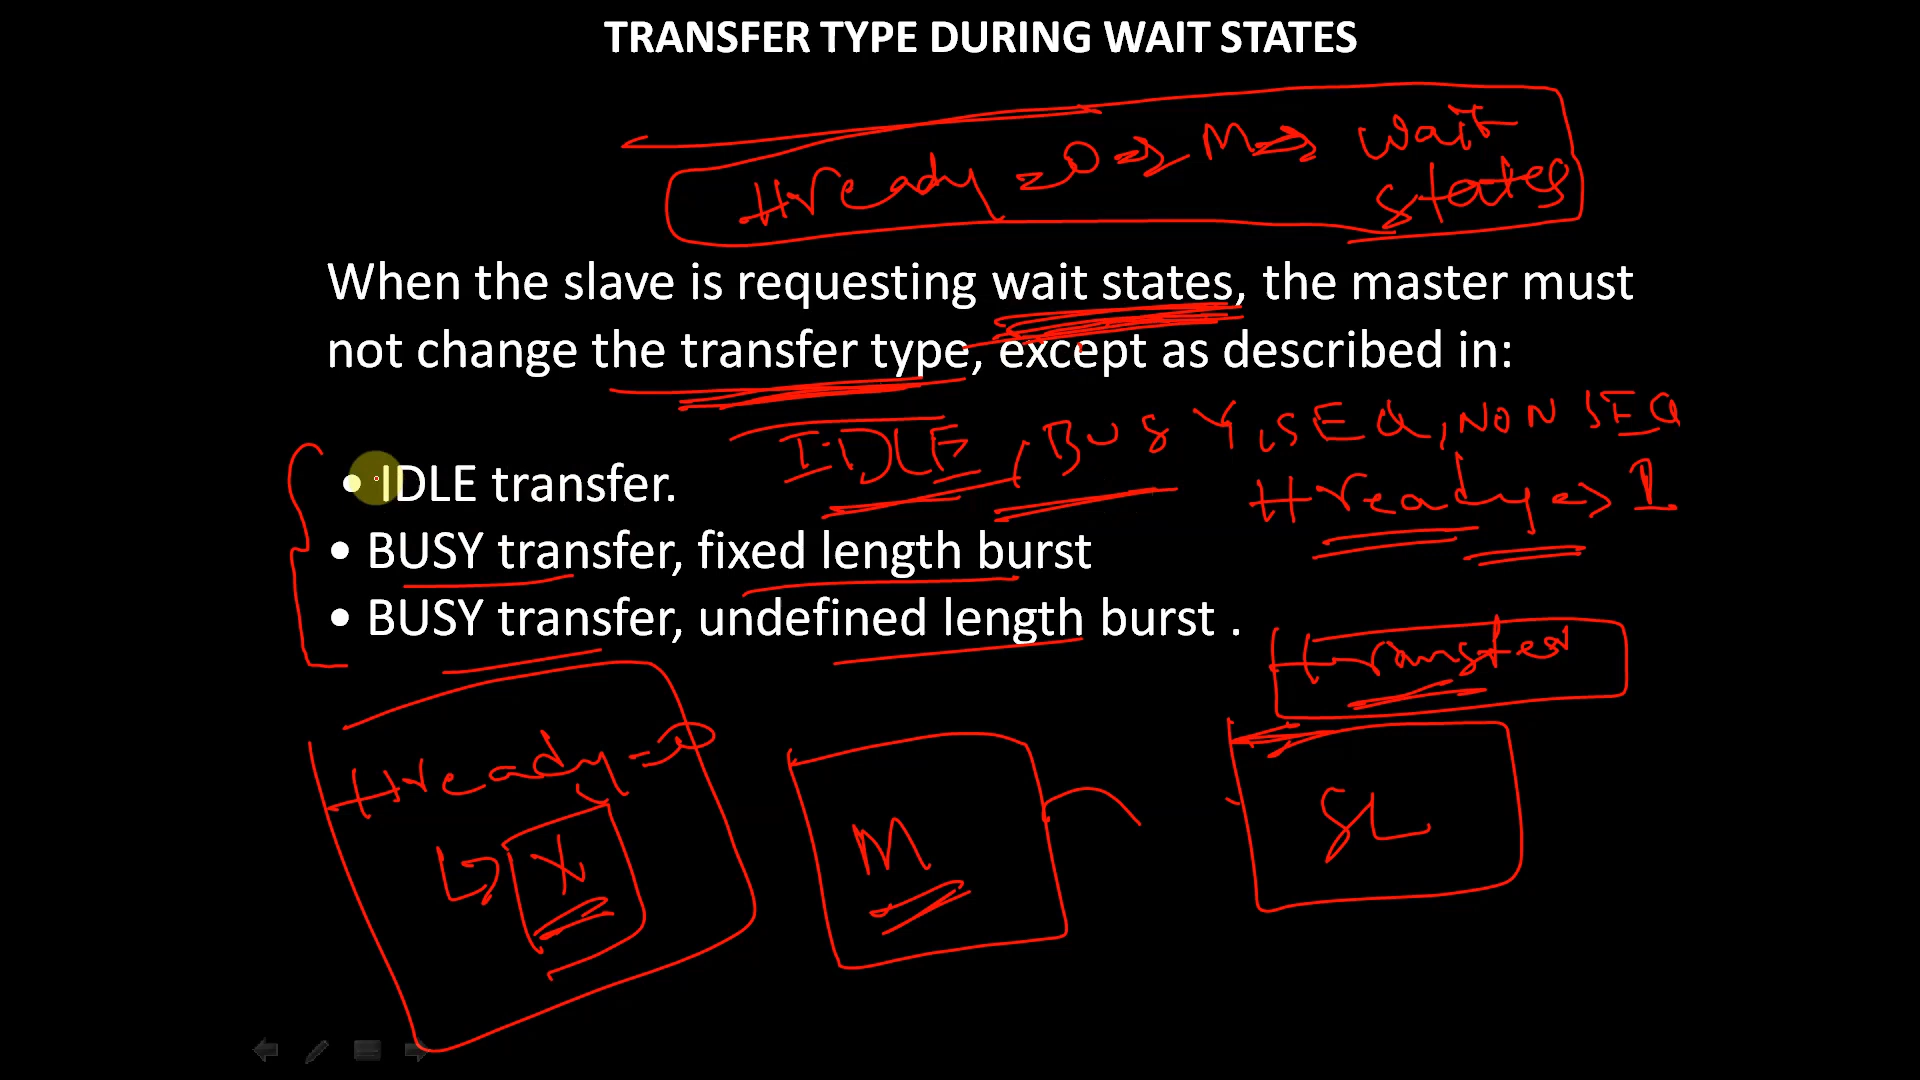 TRANSFER TYPE DURING WAIT STATES
Hready = 0 => M => wait
states
When the slave is requesting wait states, the master must
not change the transfer type, except as described in:
IDLE, BUSY, SEQ, NONSEQ
• IDLE transfer.
Hready => 1
• BUSY transfer, fixed length burst
• BUSY transfer, undefined length burst .
Htransfer
Hready = 0
X
M
SL